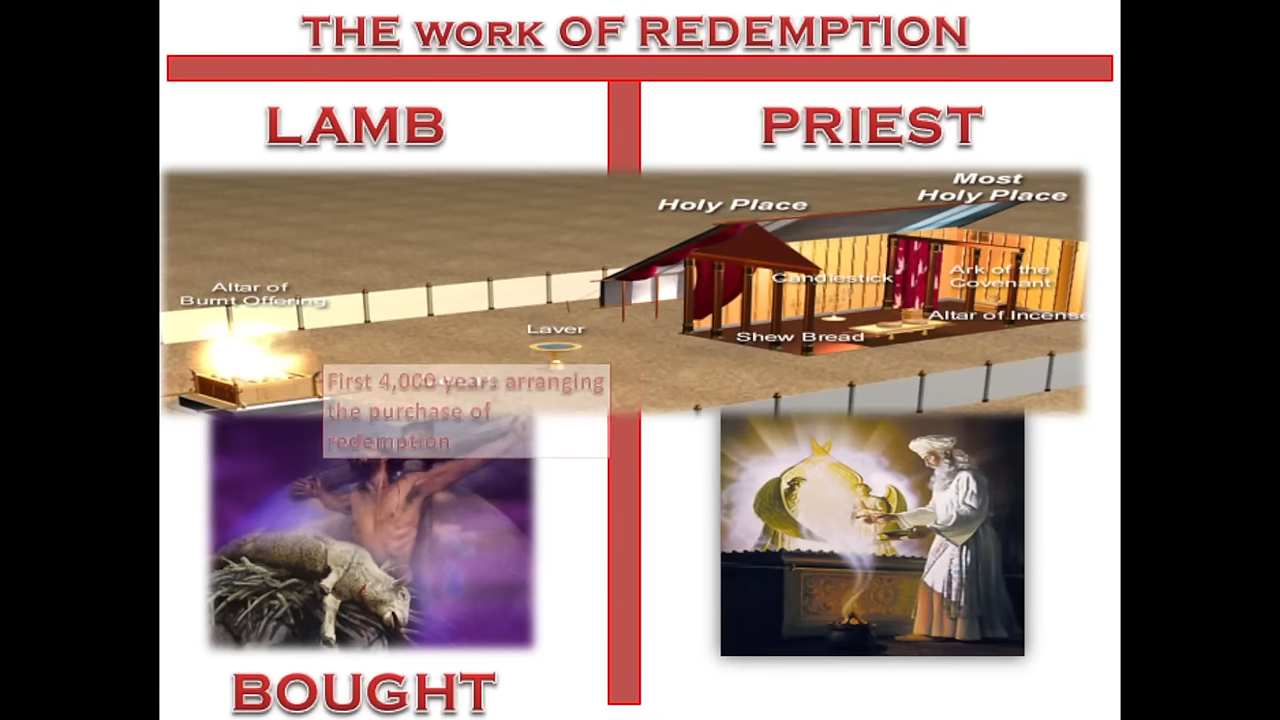 THE work OF REDEMPTION
LAMB
PRIEST
Most
Holy Place
Holy Place
Candlestick
Ark of the
Covenant
Altar of
Burnt Offering
Altar of Incense
Laver
Shew Bread
First 4,000 years arranging
the purchase of
redemption
BOUGHT